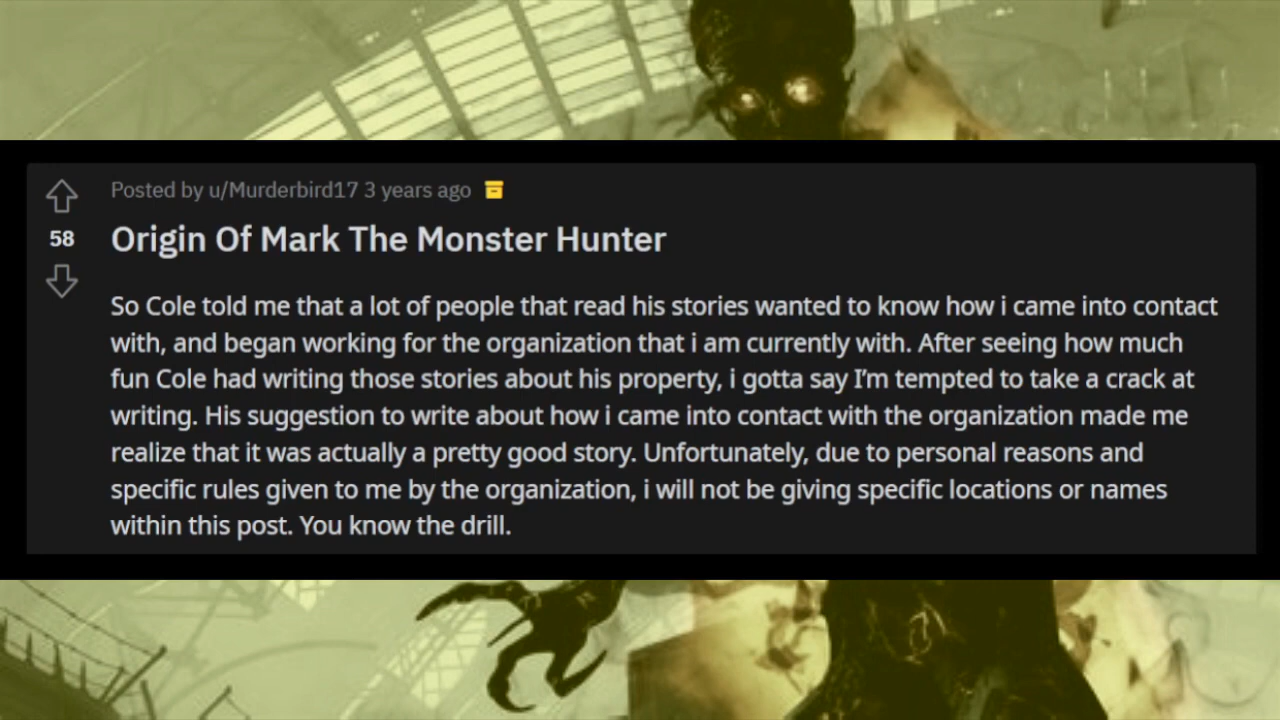 Posted by u/Murderbird17 3 years ago
58
Origin Of Mark The Monster Hunter
So Cole told me that a lot of people that read his stories wanted to know how i came into contact
with, and began working for the organization that i am currently with. After seeing how much
fun Cole had writing those stories about his property, i gotta say I'm tempted to take a crack at
writing. His suggestion to write about how i came into contact with the organization made me
realize that it was actually a pretty good story. Unfortunately, due to personal reasons and
specific rules given to me by the organization, i will not be giving specific locations or names
within this post. You know the drill.